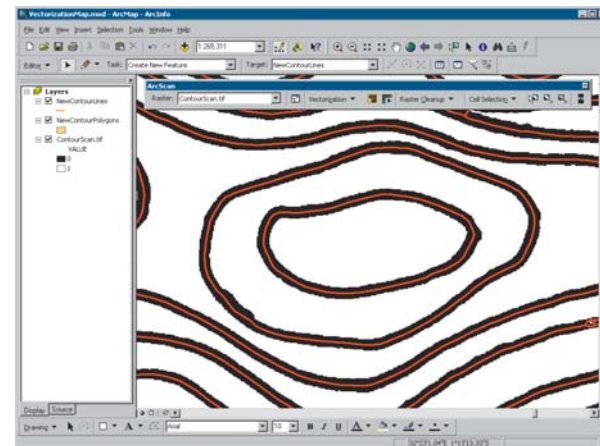 VectorizationMap.mxd - ArcMap - ArcInfo
File Edit View Insert Selection Tools Window Help
1:265,311
Editor Task: Create New Feature Target: NewContourLines
ArcScan
Raster: ContourScan.tif Vectorization Raster Cleanup Cell Selection
Layers
NewContourLines
NewContourPolygons
ContourScan.tif
VALUE
0
1
Display Source
Drawing A Arial 10 B I U A